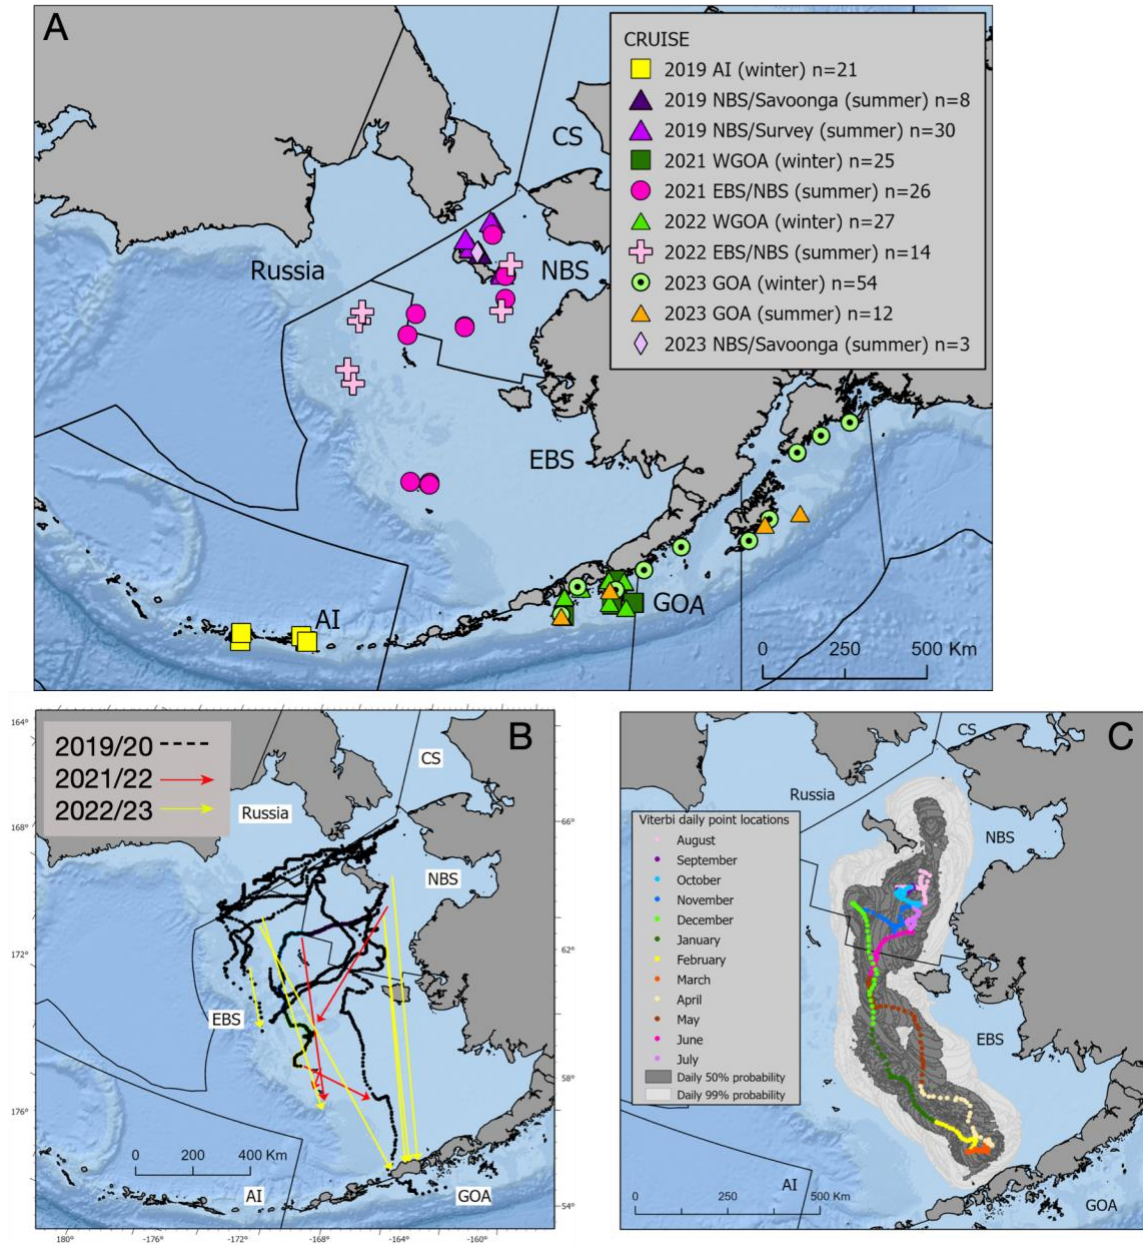 A
CRUISE
2019 AI (winter) n=21
2019 NBS/Savoonga (summer) n=8
2019 NBS/Survey (summer) n=30
2021 WGOA (winter) n=25
2021 EBS/NBS (summer) n=26
2022 WGOA (winter) n=27
2022 EBS/NBS (summer) n=14
2023 GOA (winter) n=54
2023 GOA (summer) n=12
2023 NBS/Savoonga (summer) n=3
CS
Russia
NBS
EBS
AI
GOA
0 250 500 Km
B
164°
2019/20
2021/22
2022/23
CS
Russia
168°
66°
NBS
172°
62°
EBS
58°
176°
0 200 400 Km
AI
GOA
54°
180° -176° -172° -168° -164° -160°
C
CS
Russia
NBS
Viterbi daily point locations
August
September
October
November
December
January
February
March
April
May
June
July
Daily 50% probability
Daily 99% probability
EBS
AI
0 250 500 Km
GOA